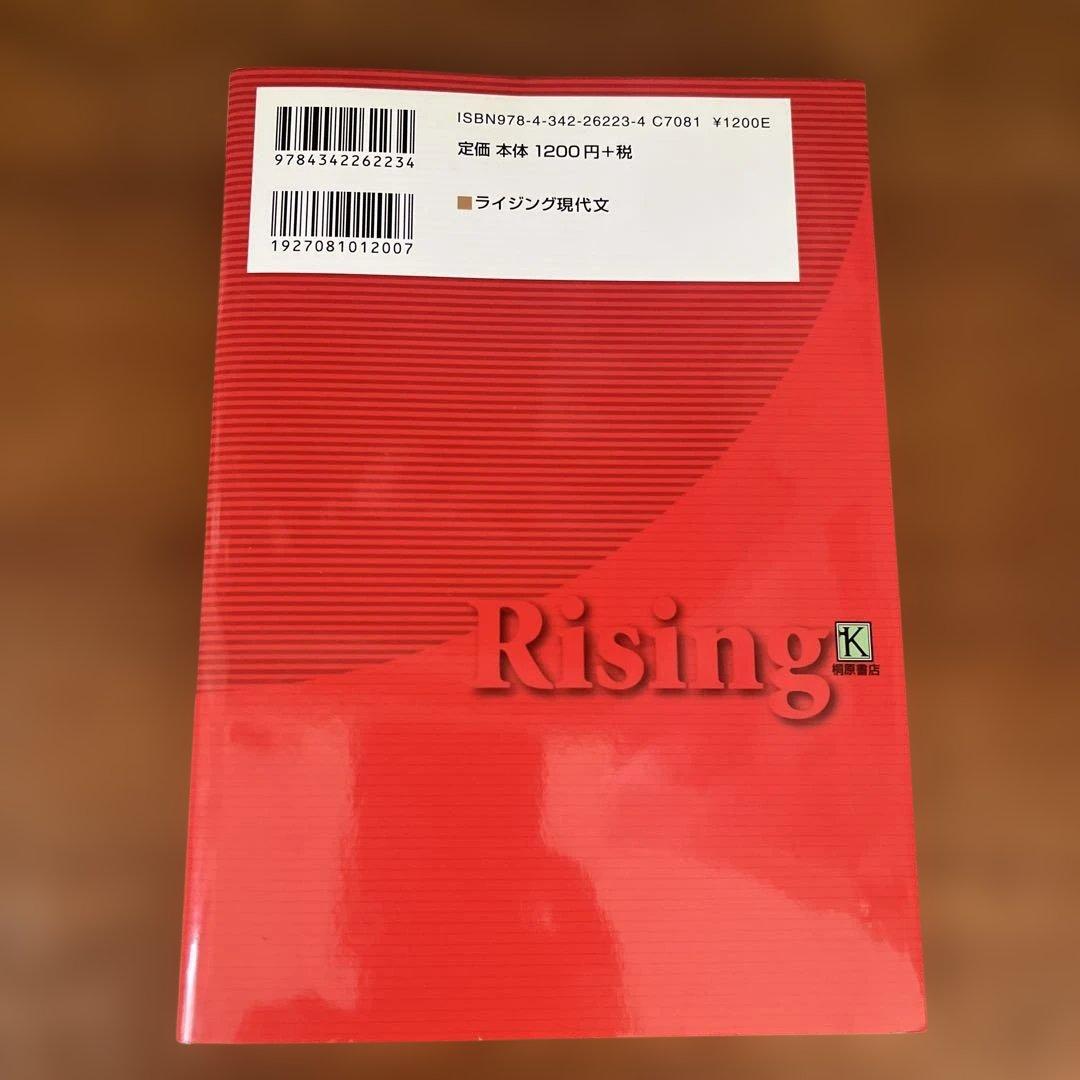 ISBN978-4-342-26223-4 C7081 ¥1200E
9784342262234
定価 本体 1200円+税
■ライジング現代文
1927081012007
Rising
K
桐原書店